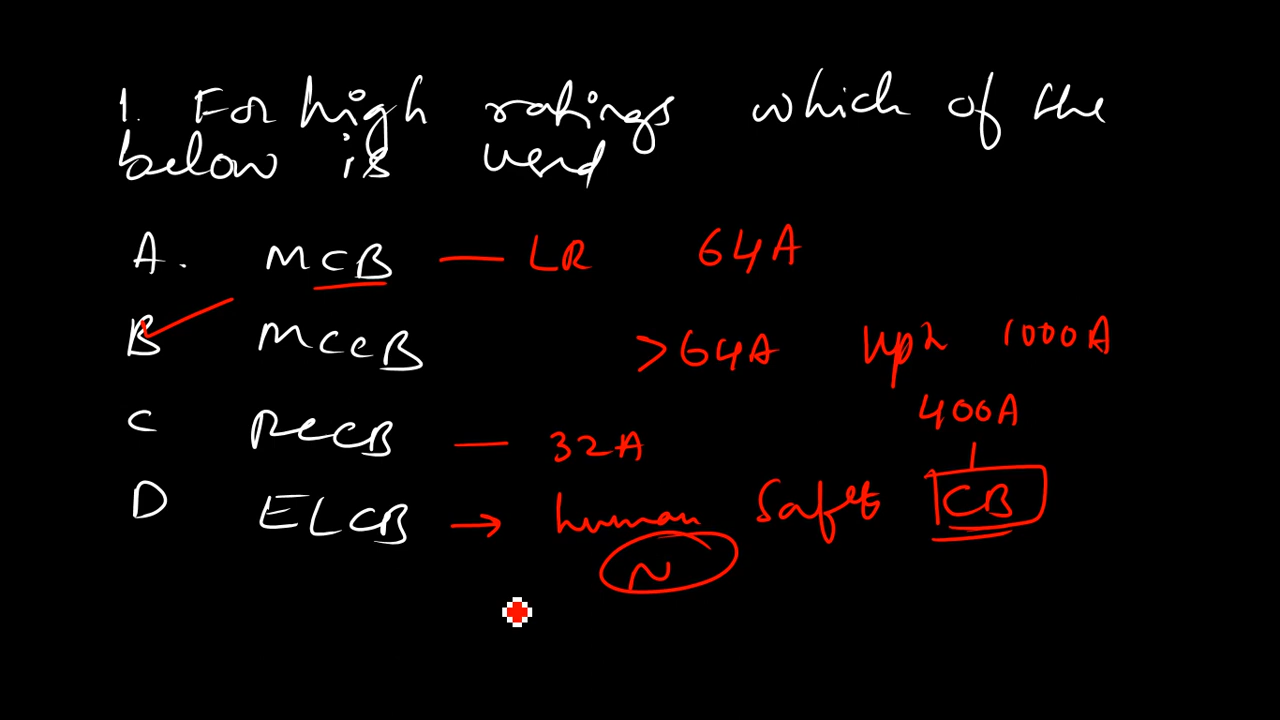 1. For high ratings which of the
below is used
A. MCB — LR 64A
B MCCB >64A upto 1000A
400A
C RCCB — 32A
D ELCB → human safety CB
N